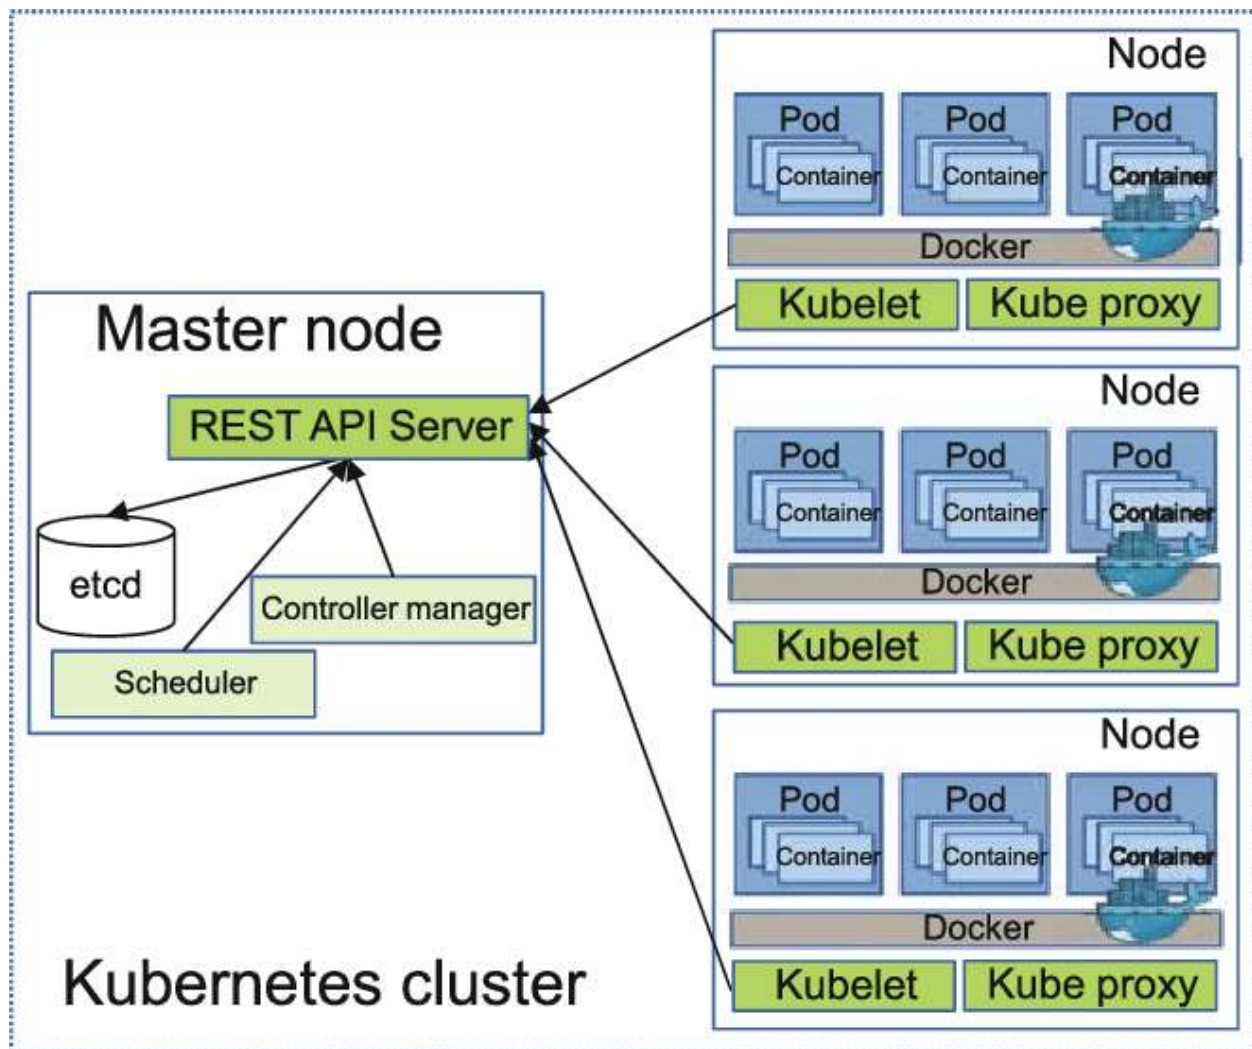 Master node
REST API Server
etcd
Controller manager
Scheduler
Kubernetes cluster
Node
Pod Pod Pod
Container Container Container
Docker
Kubelet Kube proxy
Node
Pod Pod Pod
Container Container Container
Docker
Kubelet Kube proxy
Node
Pod Pod Pod
Container Container Container
Docker
Kubelet Kube proxy